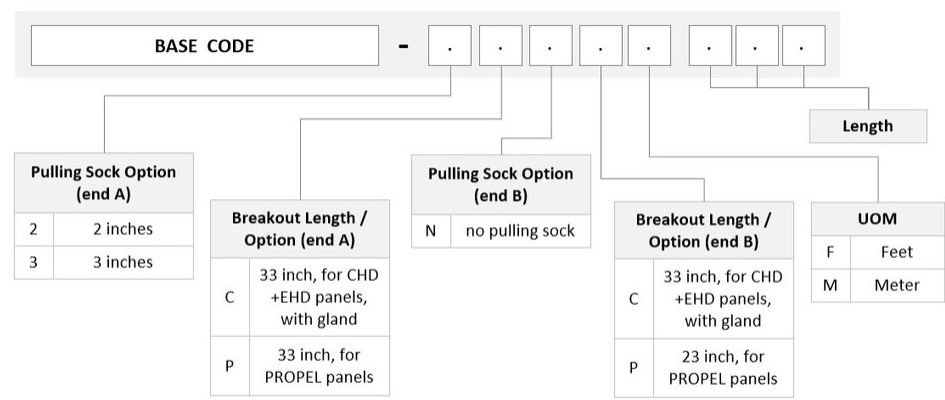 BASE CODE - . . . . . . . .
Length
Pulling Sock Option
(end A)
2 2 inches
3 3 inches
Breakout Length /
Option (end A)
C 33 inch, for CHD
+EHD panels,
with gland
P 33 inch, for
PROPEL panels
Pulling Sock Option
(end B)
N no pulling sock
Breakout Length /
Option (end B)
C 33 inch, for CHD
+EHD panels,
with gland
P 23 inch, for
PROPEL panels
UOM
F Feet
M Meter